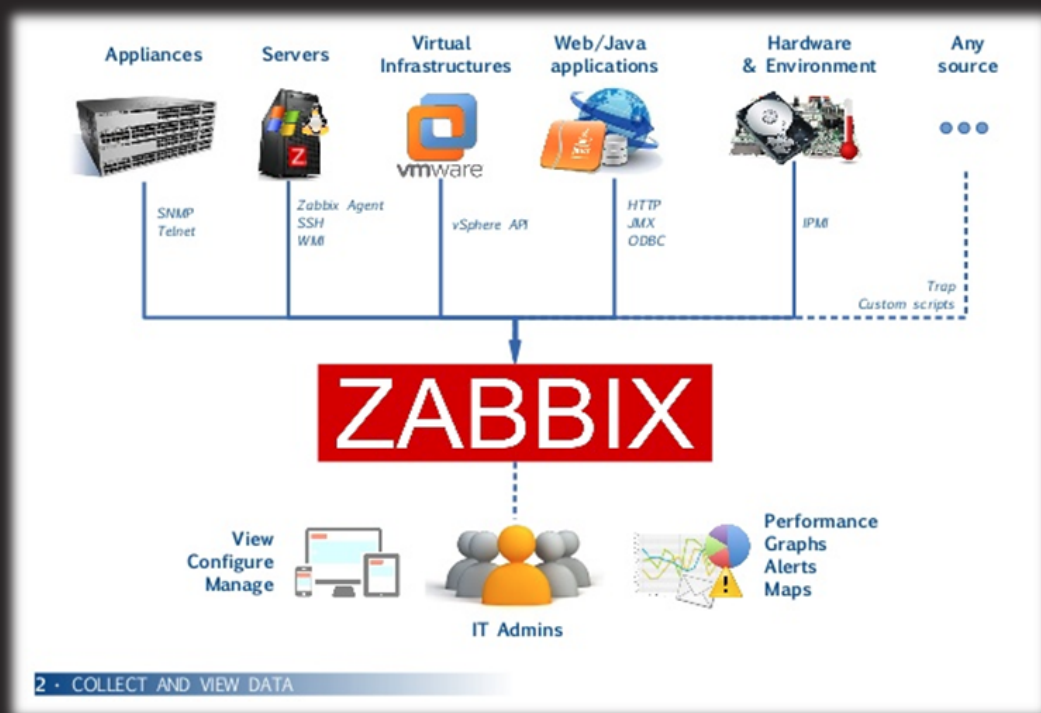 Appliances
Servers
Virtual
Infrastructures
Web/Java
applications
Hardware
& Environment
Any
source
Z
vmware
Java
SNMP
Telnet
Zabbix Agent
SSH
WMI
vSphere API
HTTP
JMX
ODBC
IPMI
Trap
Custom scripts
ZABBIX
View
Configure
Manage
IT Admins
!
Performance
Graphs
Alerts
Maps
2 · COLLECT AND VIEW DATA